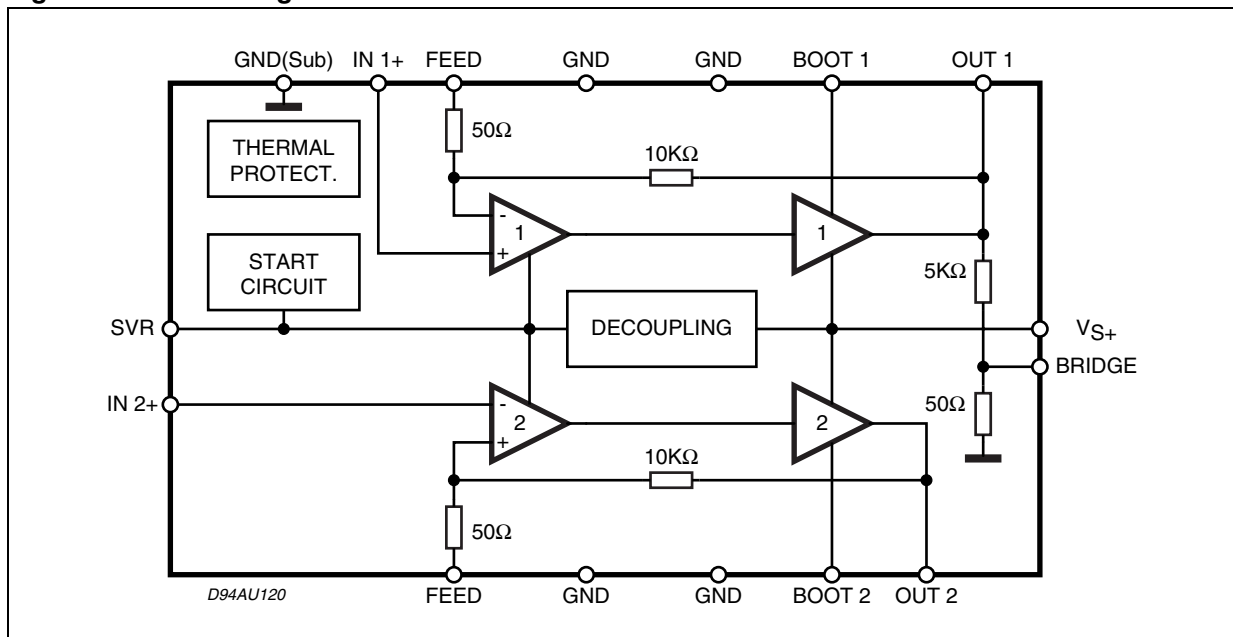 GND(Sub) IN 1+ FEED GND GND BOOT 1 OUT 1
THERMAL
PROTECT.
50Ω
10KΩ
-
1
+
1
START
CIRCUIT
5KΩ
SVR
DECOUPLING
VS+
BRIDGE
IN 2+
-
2
+
2
50Ω
10KΩ
50Ω
D94AU120
FEED GND GND BOOT 2 OUT 2